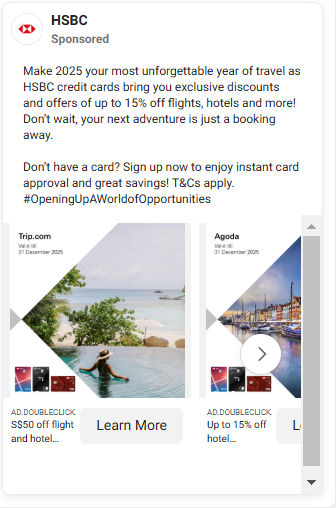 HSBC
Sponsored
Make 2025 your most unforgettable year of travel as
HSBC credit cards bring you exclusive discounts
and offers of up to 15% off flights, hotels and more!
Don’t wait, your next adventure is just a booking
away.
Don’t have a card? Sign up now to enjoy instant card
approval and great savings! T&Cs apply.
#OpeningUpAWorldofOpportunities
Trip.com
Valid till
31 December 2025
Agoda
Valid till
31 December 2025
AD.DOUBLECLICK.
S$50 off flight
and hotel…
Learn More
AD.DOUBLECLICK.
Up to 15% off
hotel…